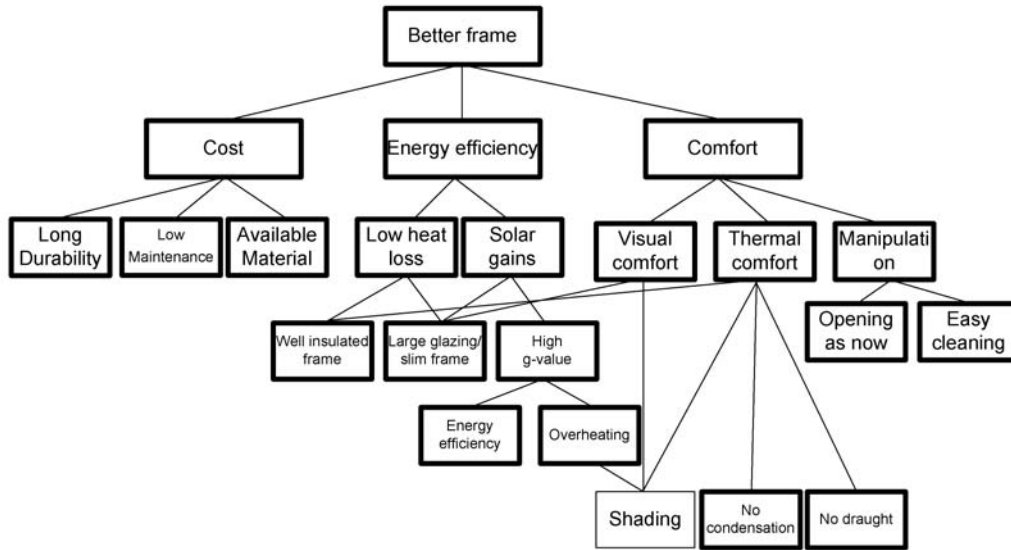 Better frame
Cost
Energy efficiency
Comfort
Long
Durability
Low
Maintenance
Available
Material
Low heat
loss
Solar
gains
Visual
comfort
Thermal
comfort
Manipulati
on
Well insulated
frame
Large glazing/
slim frame
High
g-value
Opening
as now
Easy
cleaning
Energy
efficiency
Overheating
Shading
No
condensation
No draught